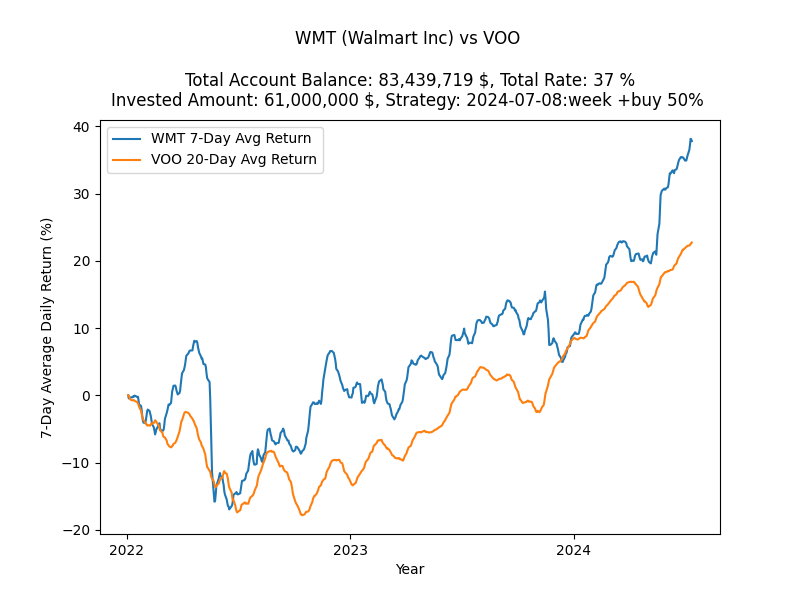 WMT (Walmart Inc) vs VOO
Total Account Balance: 83,439,719 $, Total Rate: 37 %
Invested Amount: 61,000,000 $, Strategy: 2024-07-08:week +buy 50%
WMT 7-Day Avg Return
VOO 20-Day Avg Return
7-Day Average Daily Return (%)
40
30
20
10
0
−10
−20
2022
2023
2024
Year